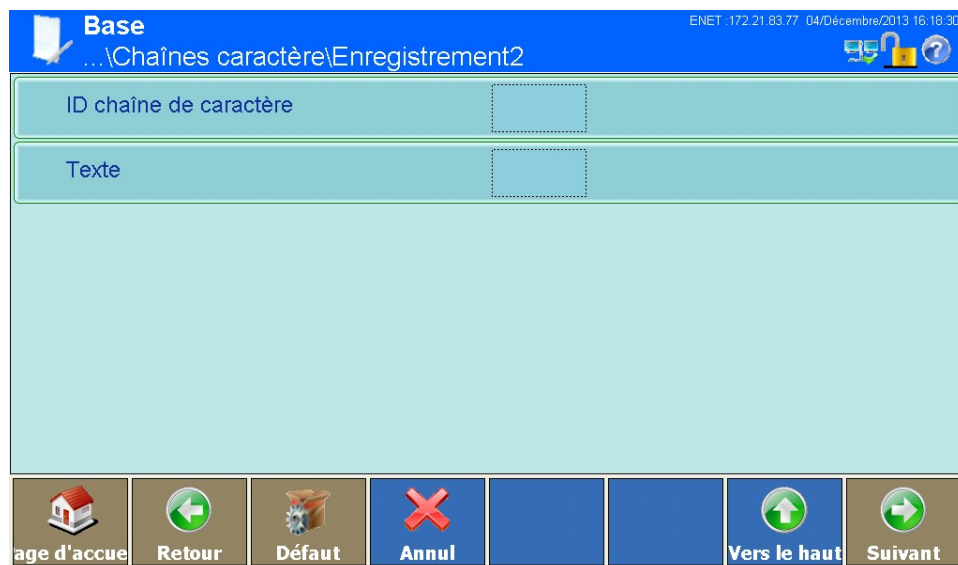 Base
ENET :172.21.83.77 04/Décembre/2013 16:18:30
...\Chaînes caractère\Enregistrement2
ID chaîne de caractère
Texte
age d'accue
Retour
Défaut
Annul
Vers le haut
Suivant